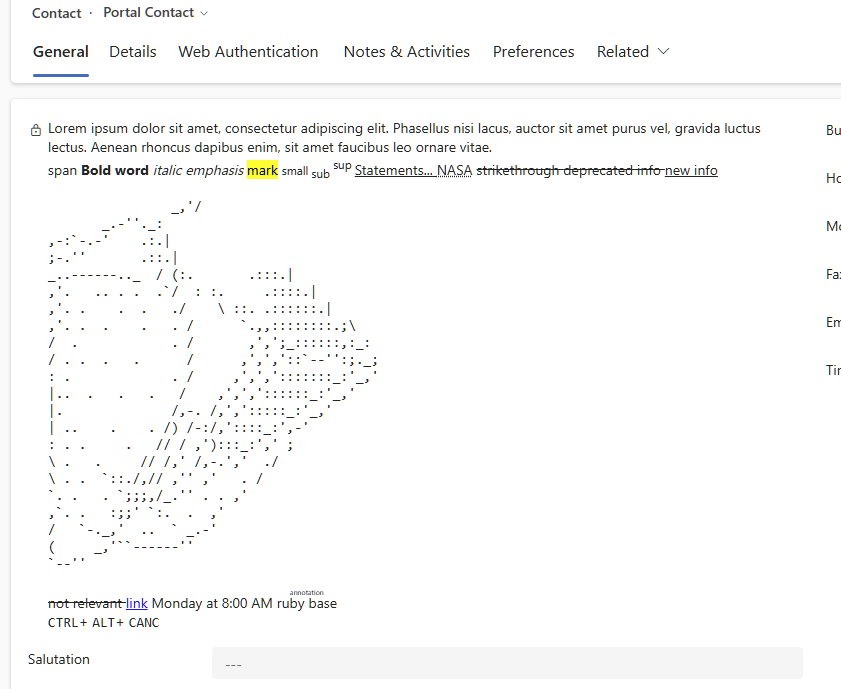 Contact · Portal Contact
General Details Web Authentication Notes & Activities Preferences Related
Lorem ipsum dolor sit amet, consectetur adipiscing elit. Phasellus nisi lacus, auctor sit amet purus vel, gravida luctus
lectus. Aenean rhoncus dapibus enim, sit amet faucibus leo ornare vitae.
span Bold word italic emphasis mark small sub sup Statements... NASA strikethrough deprecated info new info
annotation
not relevant link Monday at 8:00 AM ruby base
CTRL+ ALT+ CANC
Salutation ---
Bu
Ho
Mo
Fa
Em
Tir